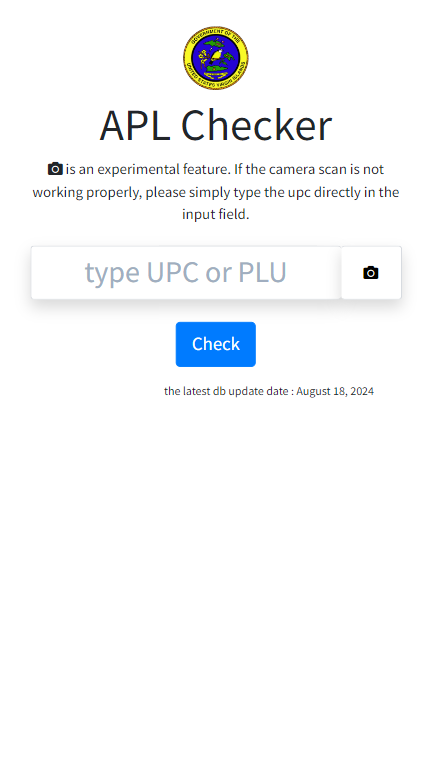 GOVERNMENT OF THE
UNITED STATES VIRGIN ISLANDS
APL Checker
is an experimental feature. If the camera scan is not
working properly, please simply type the upc directly in the
input field.
type UPC or PLU
Check
the latest db update date : August 18, 2024